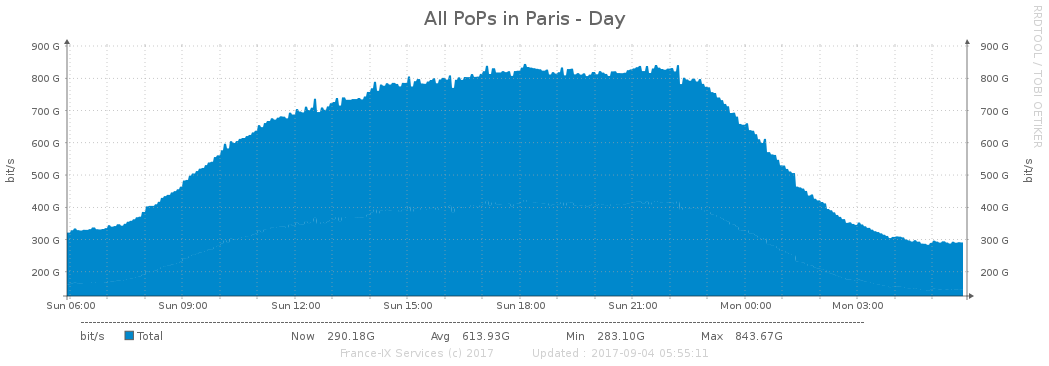 All PoPs in Paris - Day
RRDTOOL / TOBI OETIKER
bit/s
900 G 900 G
800 G 800 G
700 G 700 G
600 G 600 G
500 G 500 G
400 G 400 G
300 G 300 G
200 G 200 G
bit/s
Sun 06:00 Sun 09:00 Sun 12:00 Sun 15:00 Sun 18:00 Sun 21:00 Mon 00:00 Mon 03:00
bit/s Total Now 290.18G Avg 613.93G Min 283.10G Max 843.67G
France-IX Services (c) 2017 Updated : 2017-09-04 05:55:11